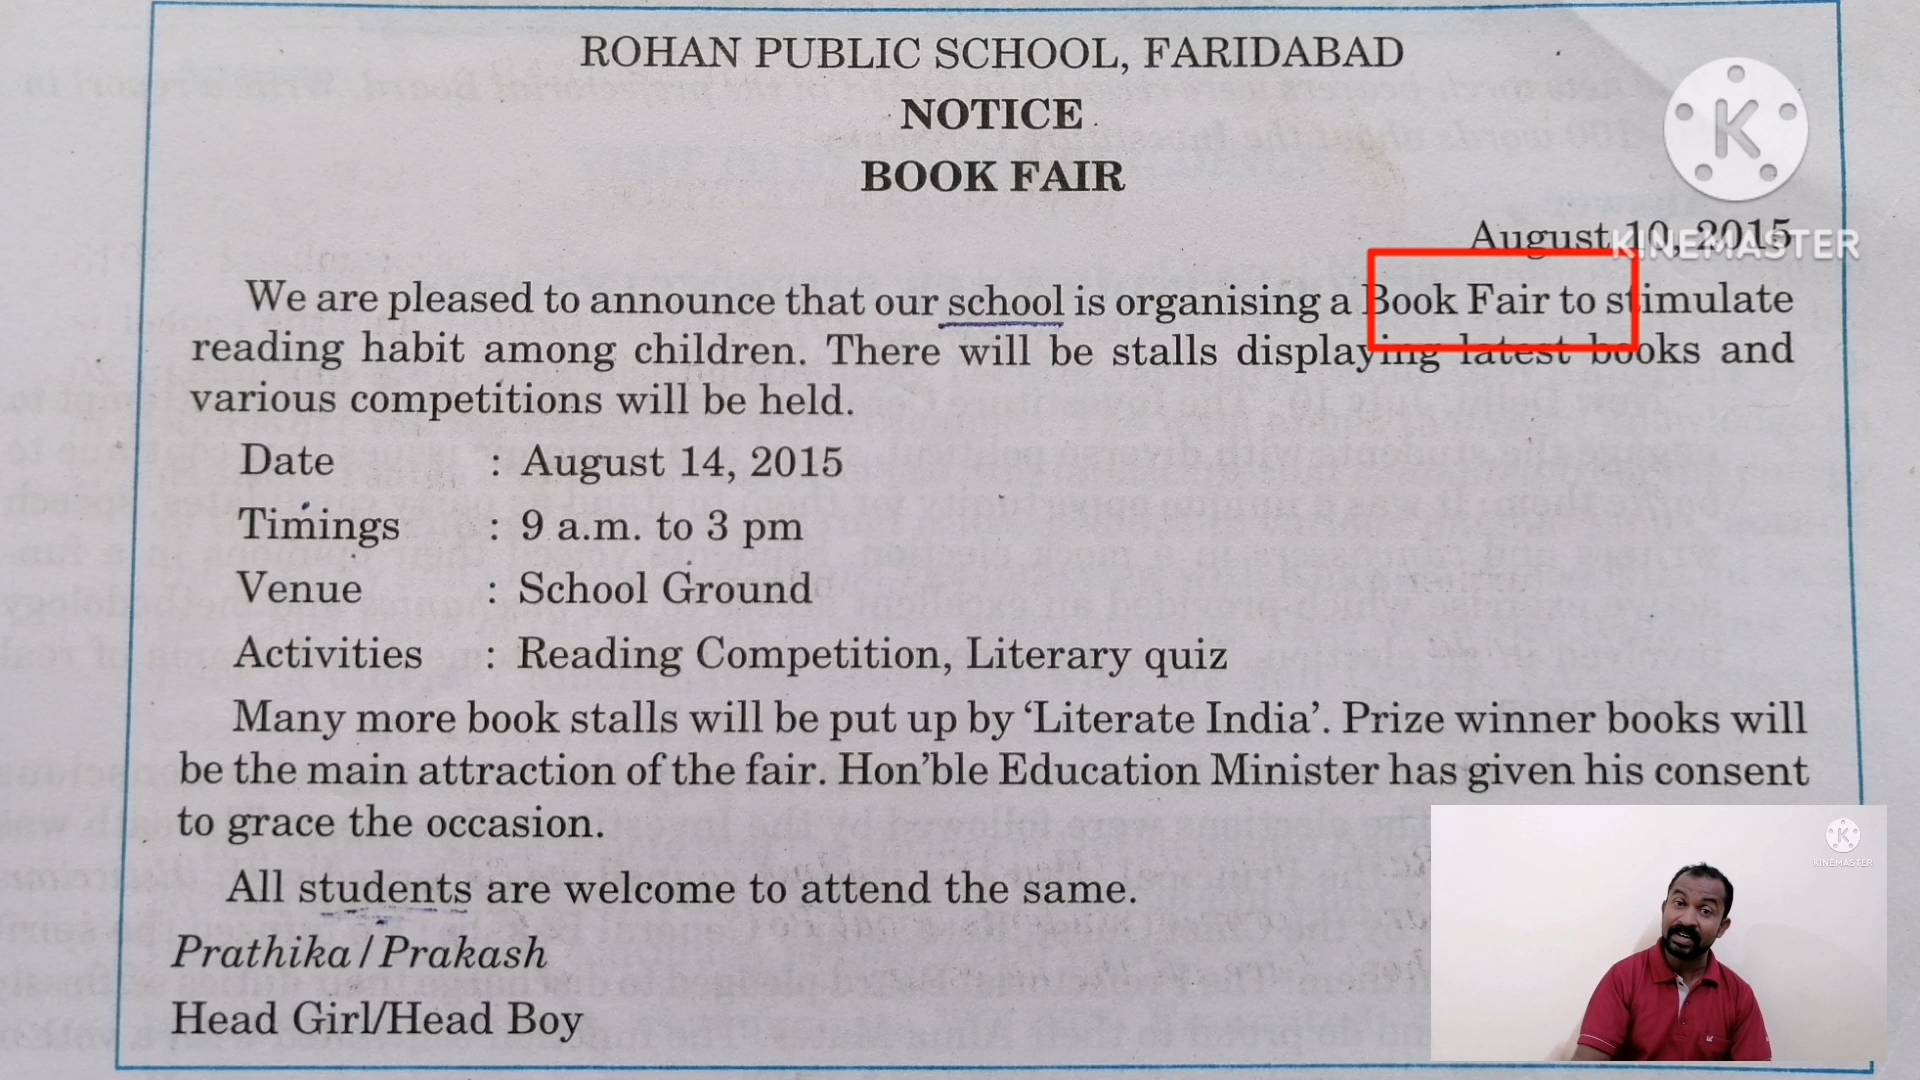 ROHAN PUBLIC SCHOOL, FARIDABAD
NOTICE
BOOK FAIR
August 10, 2015
KINEMASTER
We are pleased to announce that our school is organising a Book Fair to stimulate
reading habit among children. There will be stalls displaying latest books and
various competitions will be held.
Date : August 14, 2015
Timings : 9 a.m. to 3 pm
Venue : School Ground
Activities : Reading Competition, Literary quiz
Many more book stalls will be put up by ‘Literate India’. Prize winner books will
be the main attraction of the fair. Hon’ble Education Minister has given his consent
to grace the occasion.
All students are welcome to attend the same.
Prathika / Prakash
Head Girl/Head Boy
K
KINEMASTER
K